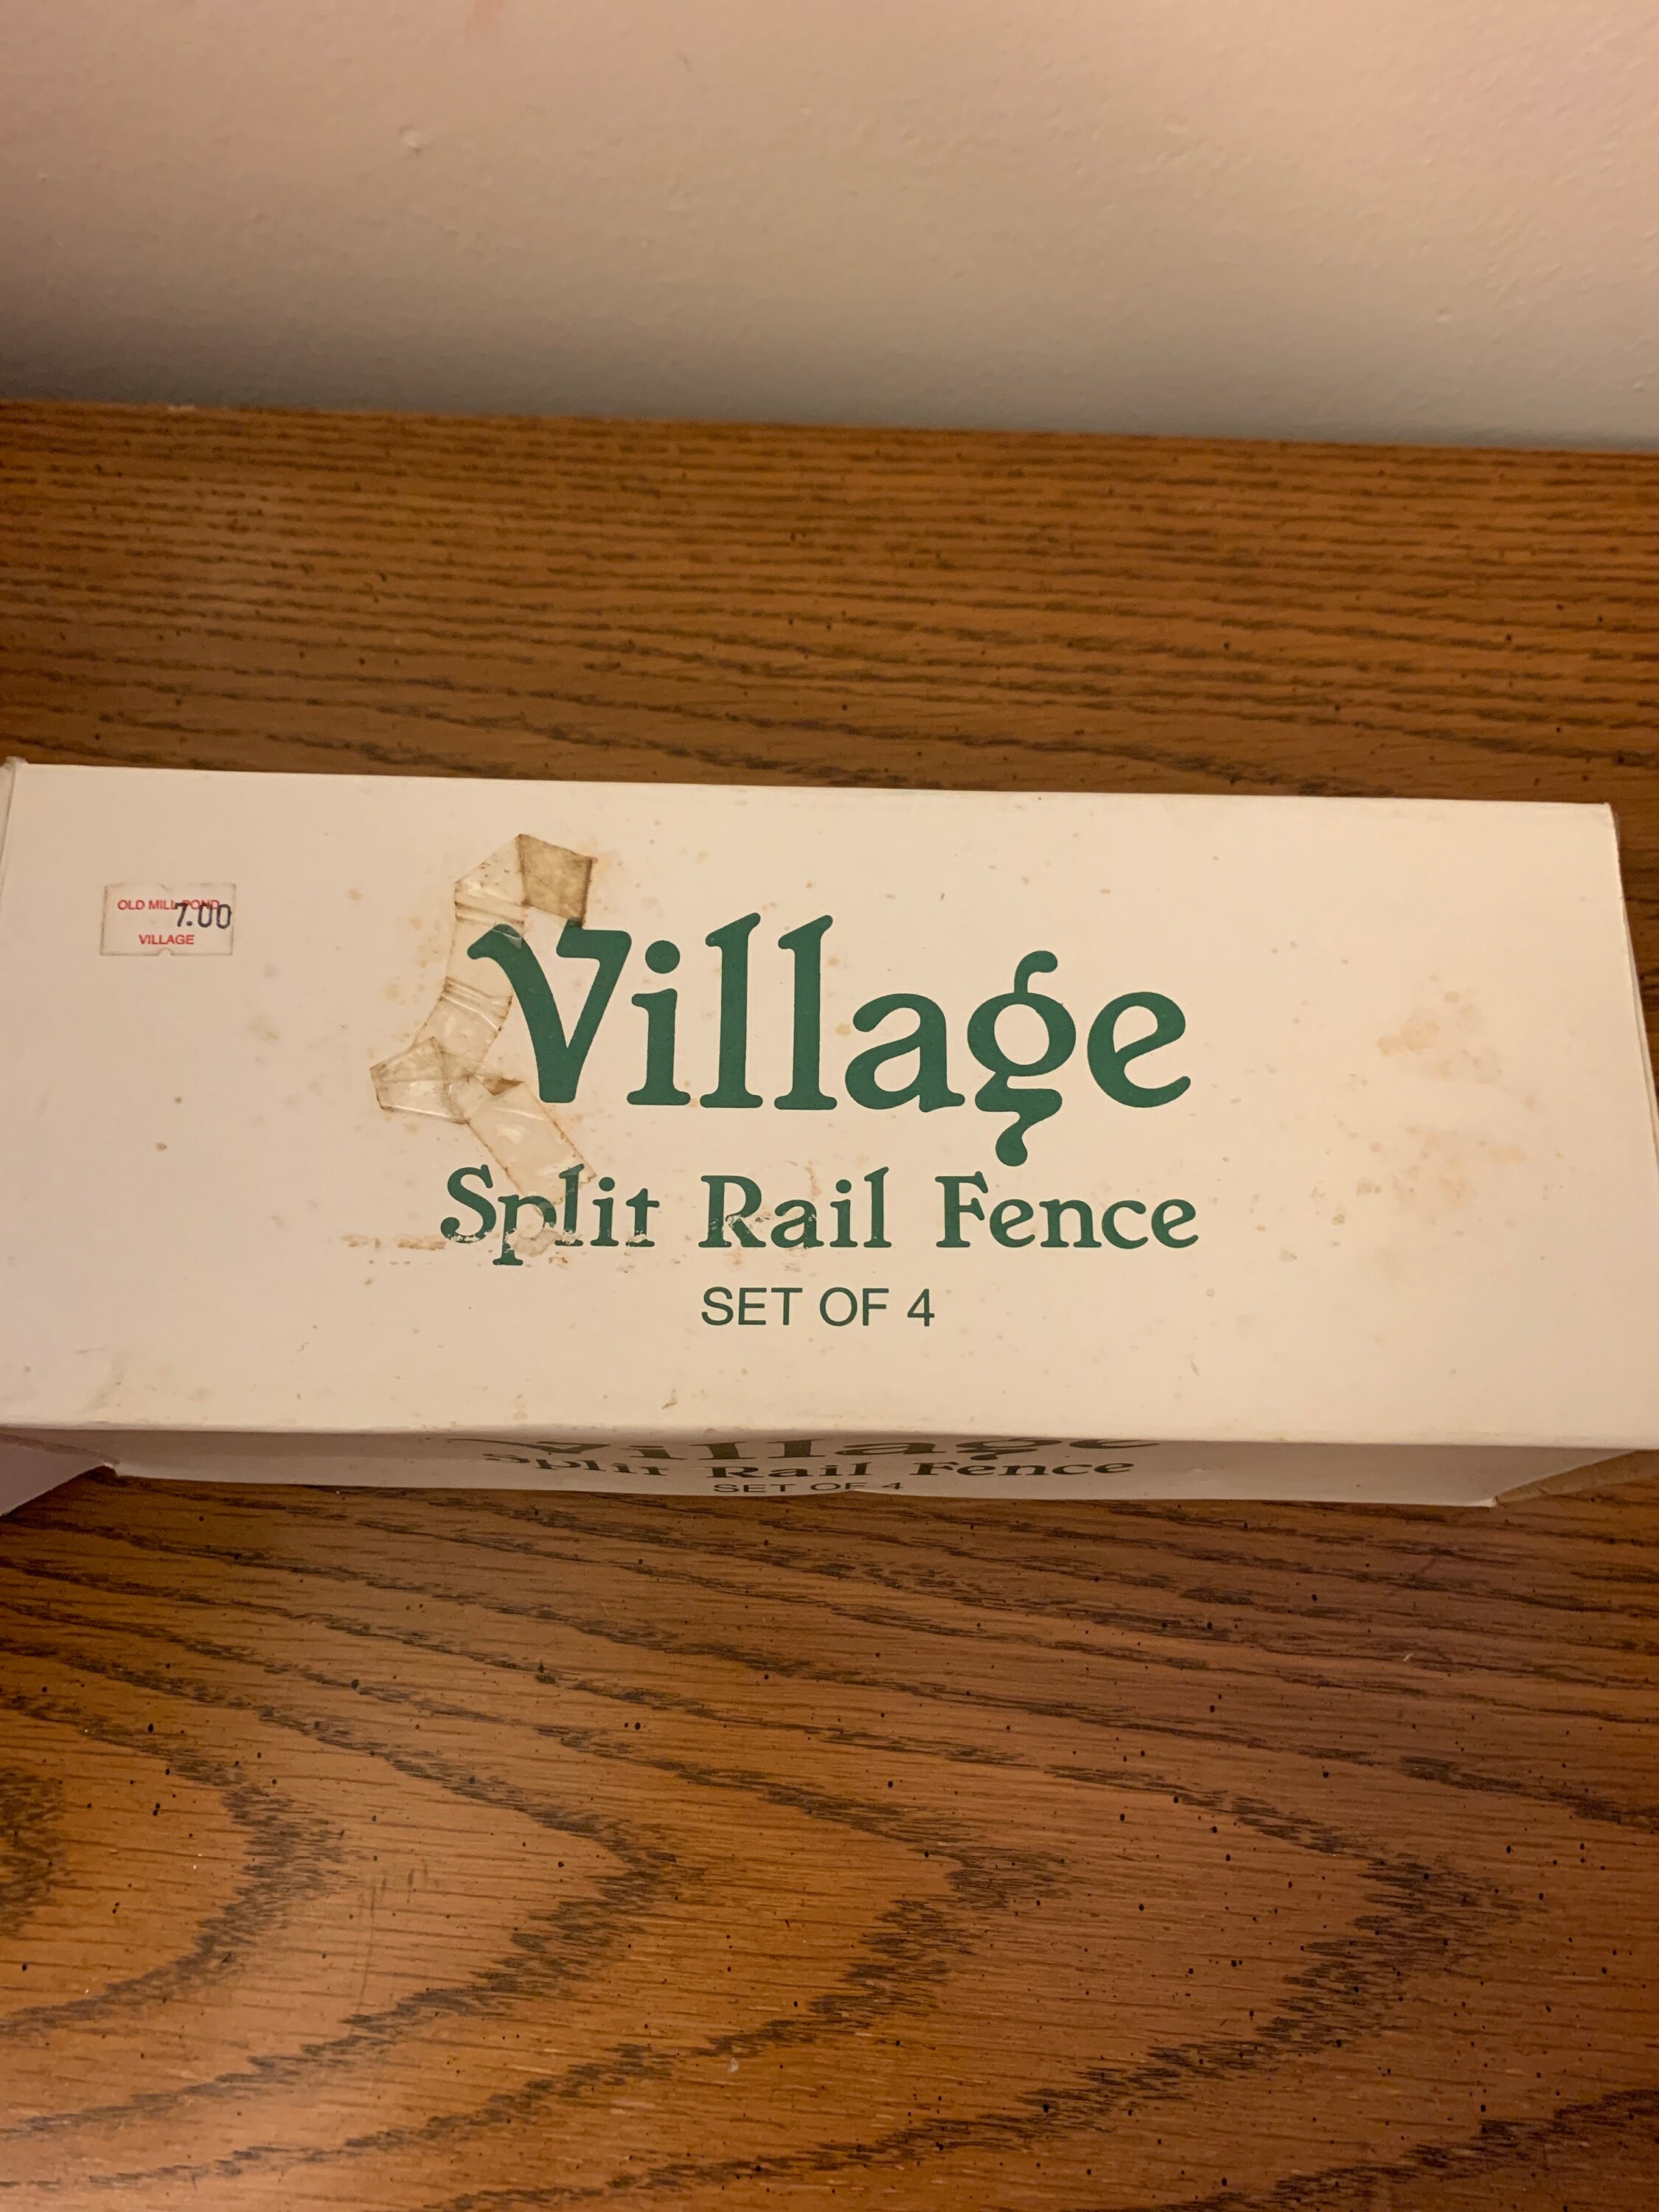 OLD MILL POND
7.00
VILLAGE
Village
Split Rail Fence
SET OF 4
Village
Split Rail Fence
SET OF 4